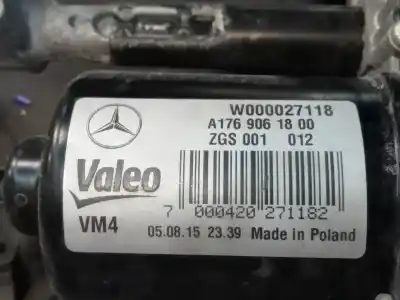 W000027118
A176 906 18 00
ZGS 001 012
Valeo
VM4
7 000420 271182
05.08.15 23.39 Made in Poland